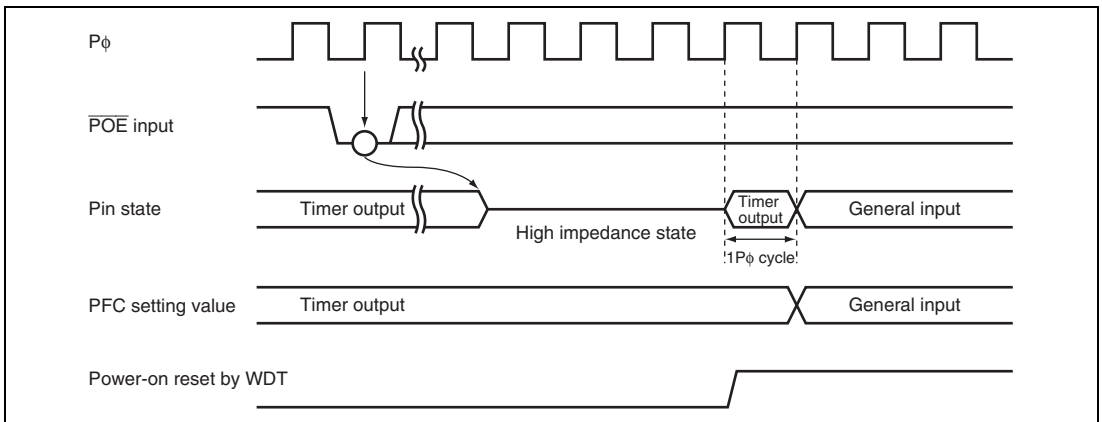 Pϕ
POE input
Pin state
Timer output
High impedance state
Timer
output
General input
1Pϕ cycle
PFC setting value
Timer output
General input
Power-on reset by WDT